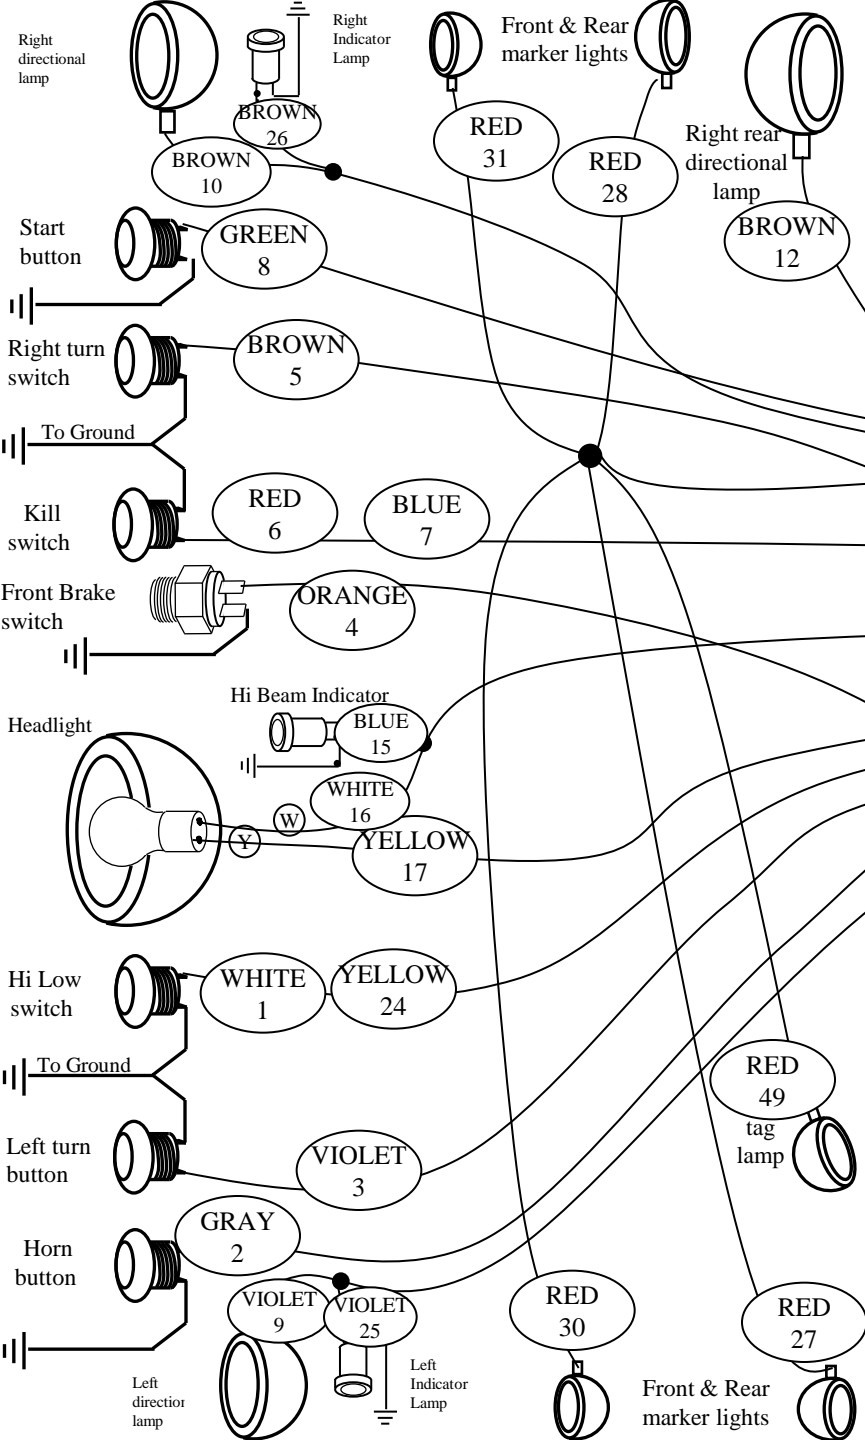 Right
directional
lamp
Right
Indicator
Lamp
Front & Rear
marker lights
BROWN
26
BROWN
10
RED
31
RED
28
Right rear
directional
lamp
BROWN
12
Start
button
GREEN
8
Right turn
switch
BROWN
5
To Ground
Kill
switch
RED
6
BLUE
7
Front Brake
switch
ORANGE
4
Hi Beam Indicator
Headlight
BLUE
15
WHITE
16
W
Y
YELLOW
17
Hi Low
switch
WHITE
1
YELLOW
24
To Ground
RED
49
tag
lamp
Left turn
button
VIOLET
3
GRAY
2
Horn
button
VIOLET
9
VIOLET
25
RED
30
RED
27
Left
direction
lamp
Left
Indicator
Lamp
Front & Rear
marker lights